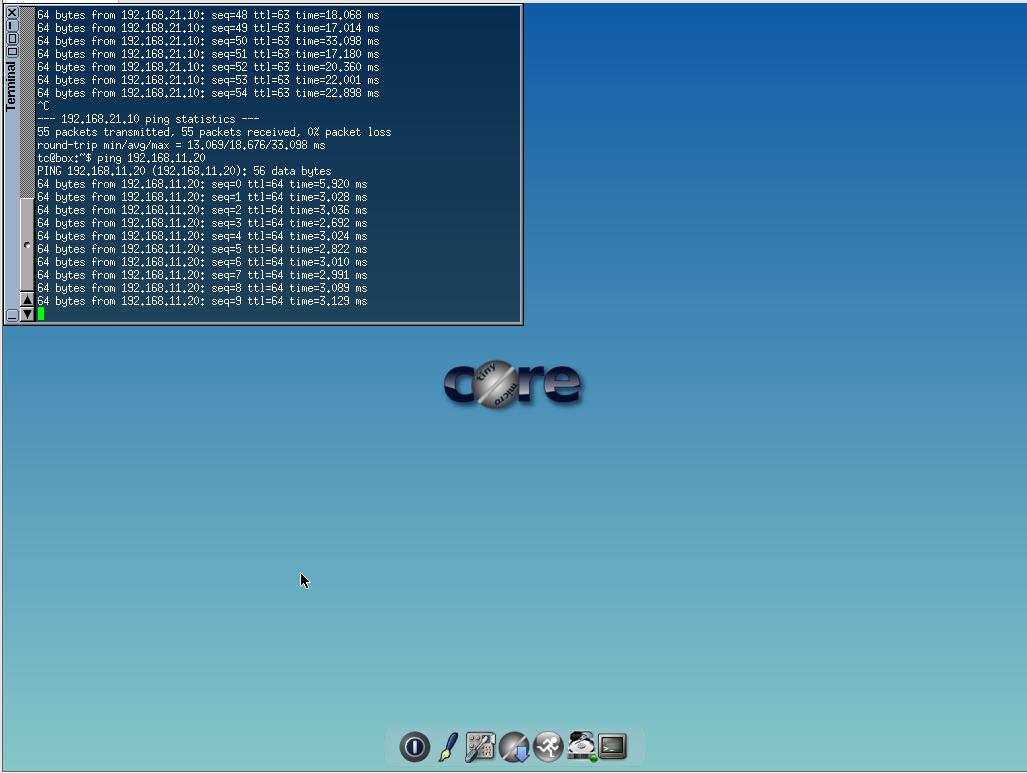 64 bytes from 192.168.21.10: seq=48 ttl=63 time=18.068 ms
64 bytes from 192.168.21.10: seq=49 ttl=63 time=17.014 ms
64 bytes from 192.168.21.10: seq=50 ttl=63 time=33.098 ms
64 bytes from 192.168.21.10: seq=51 ttl=63 time=17.180 ms
64 bytes from 192.168.21.10: seq=52 ttl=63 time=20.360 ms
64 bytes from 192.168.21.10: seq=53 ttl=63 time=22.001 ms
64 bytes from 192.168.21.10: seq=54 ttl=63 time=22.898 ms
^C
--- 192.168.21.10 ping statistics ---
55 packets transmitted, 55 packets received, 0% packet loss
round-trip min/avg/max = 13.069/18.676/33.098 ms
tc@box:~$ ping 192.168.11.20
PING 192.168.11.20 (192.168.11.20): 56 data bytes
64 bytes from 192.168.11.20: seq=0 ttl=64 time=5.920 ms
64 bytes from 192.168.11.20: seq=1 ttl=64 time=3.028 ms
64 bytes from 192.168.11.20: seq=2 ttl=64 time=3.036 ms
64 bytes from 192.168.11.20: seq=3 ttl=64 time=2.692 ms
64 bytes from 192.168.11.20: seq=4 ttl=64 time=3.024 ms
64 bytes from 192.168.11.20: seq=5 ttl=64 time=2.822 ms
64 bytes from 192.168.11.20: seq=6 ttl=64 time=3.010 ms
64 bytes from 192.168.11.20: seq=7 ttl=64 time=2.991 ms
64 bytes from 192.168.11.20: seq=8 ttl=64 time=3.089 ms
64 bytes from 192.168.11.20: seq=9 ttl=64 time=3.129 ms
Terminal
core
tiny
micro